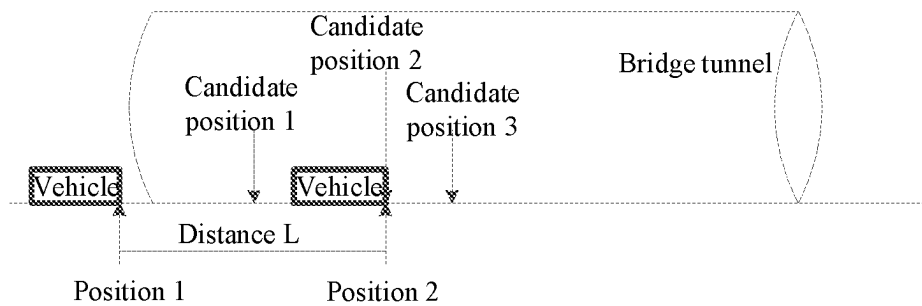 Candidate
position 2
Bridge tunnel
Candidate
position 1
Candidate
position 3
Vehicle
Vehicle
Distance L
Position 1
Position 2